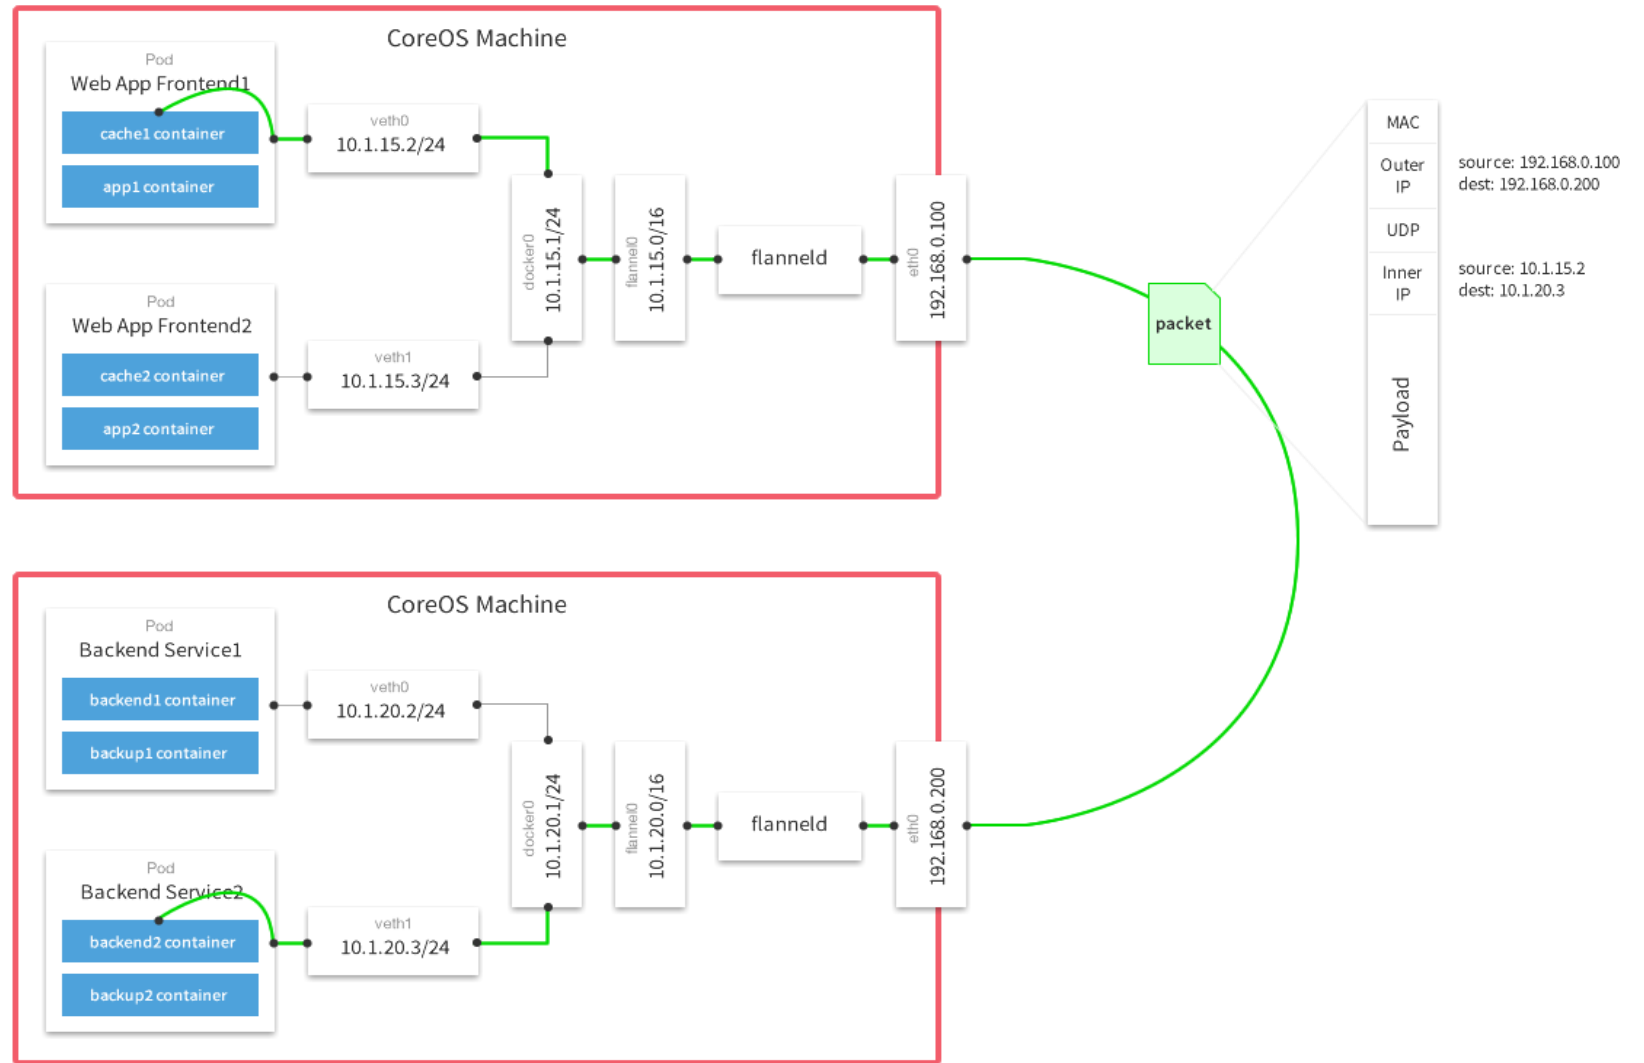 CoreOS Machine
Pod
Web App Frontend1
cache1 container
app1 container
veth0
10.1.15.2/24
Pod
Web App Frontend2
cache2 container
app2 container
veth1
10.1.15.3/24
docker0
10.1.15.1/24
flannel0
10.1.15.0/16
flanneld
eth0
192.168.0.100
packet
MAC
Outer
IP
source: 192.168.0.100
dest: 192.168.0.200
UDP
Inner
IP
source: 10.1.15.2
dest: 10.1.20.3
Payload
CoreOS Machine
Pod
Backend Service1
backend1 container
backup1 container
veth0
10.1.20.2/24
Pod
Backend Service2
backend2 container
backup2 container
veth1
10.1.20.3/24
docker0
10.1.20.1/24
flannel0
10.1.20.0/16
flanneld
eth0
192.168.0.200